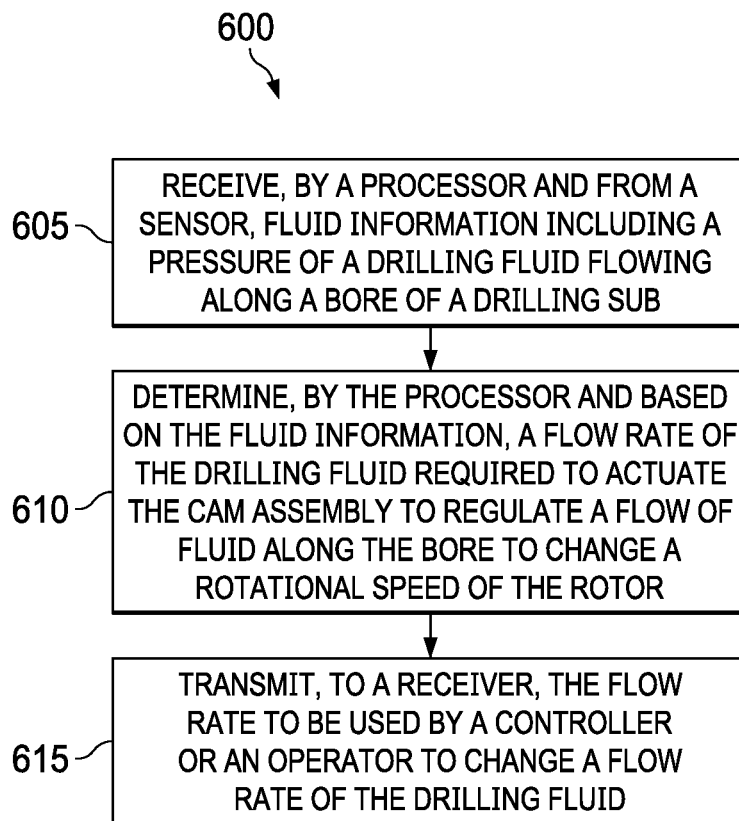 600
605
RECEIVE, BY A PROCESSOR AND FROM A
SENSOR, FLUID INFORMATION INCLUDING A
PRESSURE OF A DRILLING FLUID FLOWING
ALONG A BORE OF A DRILLING SUB
610
DETERMINE, BY THE PROCESSOR AND BASED
ON THE FLUID INFORMATION, A FLOW RATE OF
THE DRILLING FLUID REQUIRED TO ACTUATE
THE CAM ASSEMBLY TO REGULATE A FLOW OF
FLUID ALONG THE BORE TO CHANGE A
ROTATIONAL SPEED OF THE ROTOR
615
TRANSMIT, TO A RECEIVER, THE FLOW
RATE TO BE USED BY A CONTROLLER
OR AN OPERATOR TO CHANGE A FLOW
RATE OF THE DRILLING FLUID